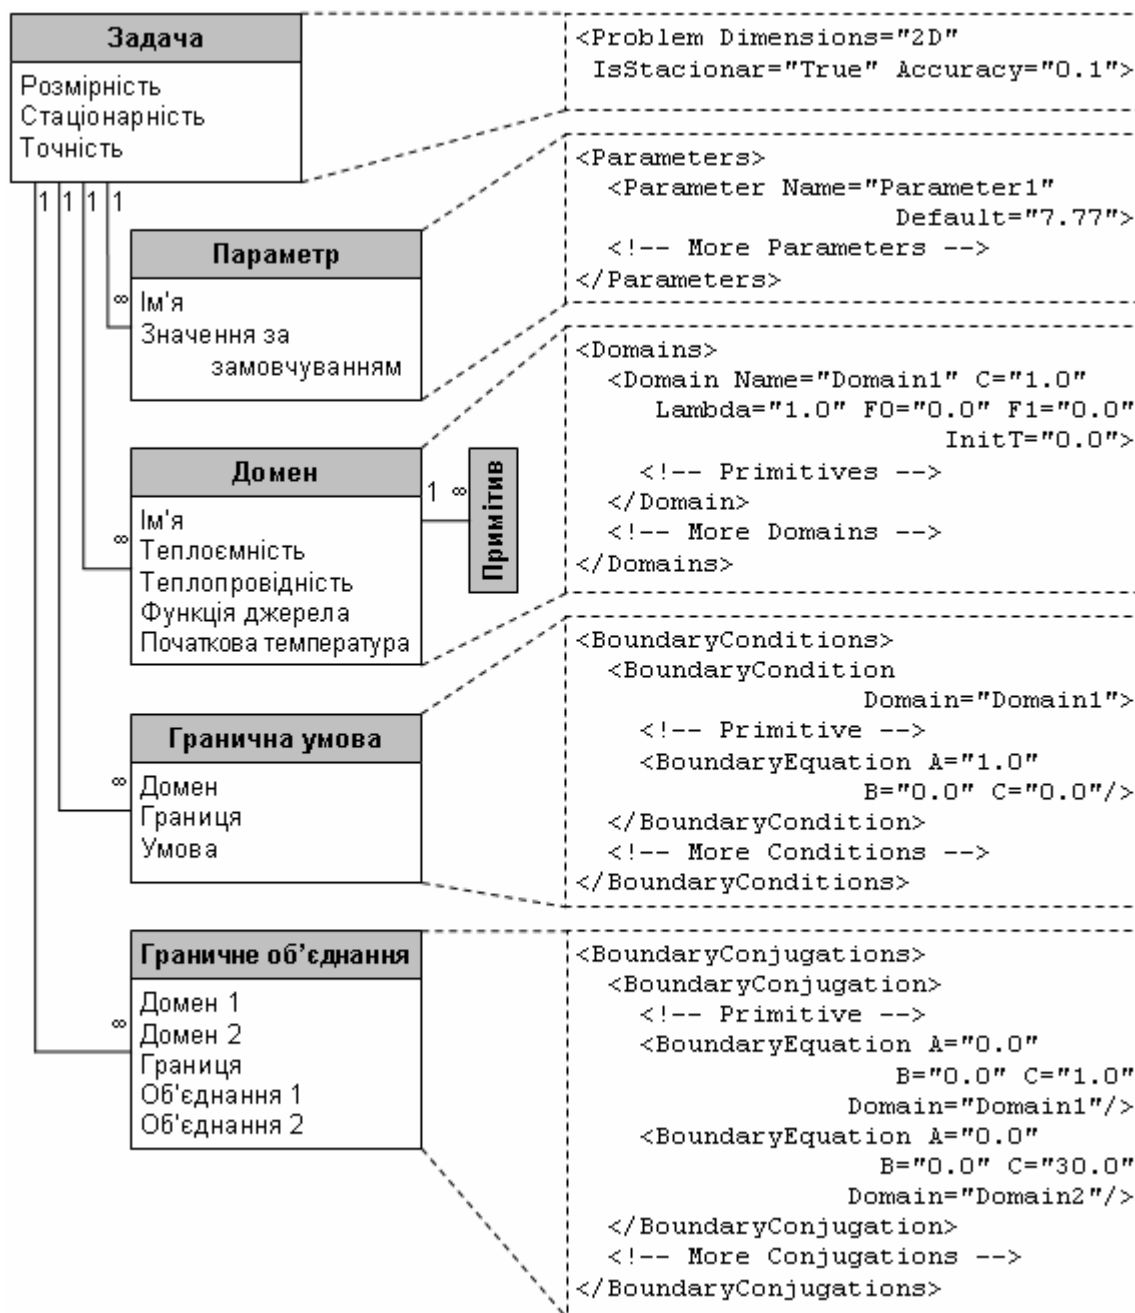 Задача
Розмірність
Стаціонарність
Точність
<Problem Dimensions="2D"
IsStacionar="True" Accuracy="0.1">
1 1 1 1
Параметр
∞
Ім'я
Значення за
замовчуванням
<Parameters>
<Parameter Name="Parameter1"
Default="7.77">
<!-- More Parameters -->
</Parameters>
Домен
1 ∞
Примітив
∞
Ім'я
Теплоємність
Теплопровідність
Функція джерела
Початкова температура
<Domains>
<Domain Name="Domain1" C="1.0"
Lambda="1.0" F0="0.0" F1="0.0"
InitT="0.0">
<!-- Primitives -->
</Domain>
<!-- More Domains -->
</Domains>
Гранична умова
∞
Домен
Границя
Умова
<BoundaryConditions>
<BoundaryCondition
Domain="Domain1">
<!-- Primitive -->
<BoundaryEquation A="1.0"
B="0.0" C="0.0"/>
</BoundaryCondition>
<!-- More Conditions -->
</BoundaryConditions>
Граничне об’єднання
∞
Домен 1
Домен 2
Границя
Об'єднання 1
Об'єднання 2
<BoundaryConjugations>
<BoundaryConjugation>
<!-- Primitive -->
<BoundaryEquation A="0.0"
B="0.0" C="1.0"
Domain="Domain1"/>
<BoundaryEquation A="0.0"
B="0.0" C="30.0"
Domain="Domain2"/>
</BoundaryConjugation>
<!-- More Conjugations -->
</BoundaryConjugations>